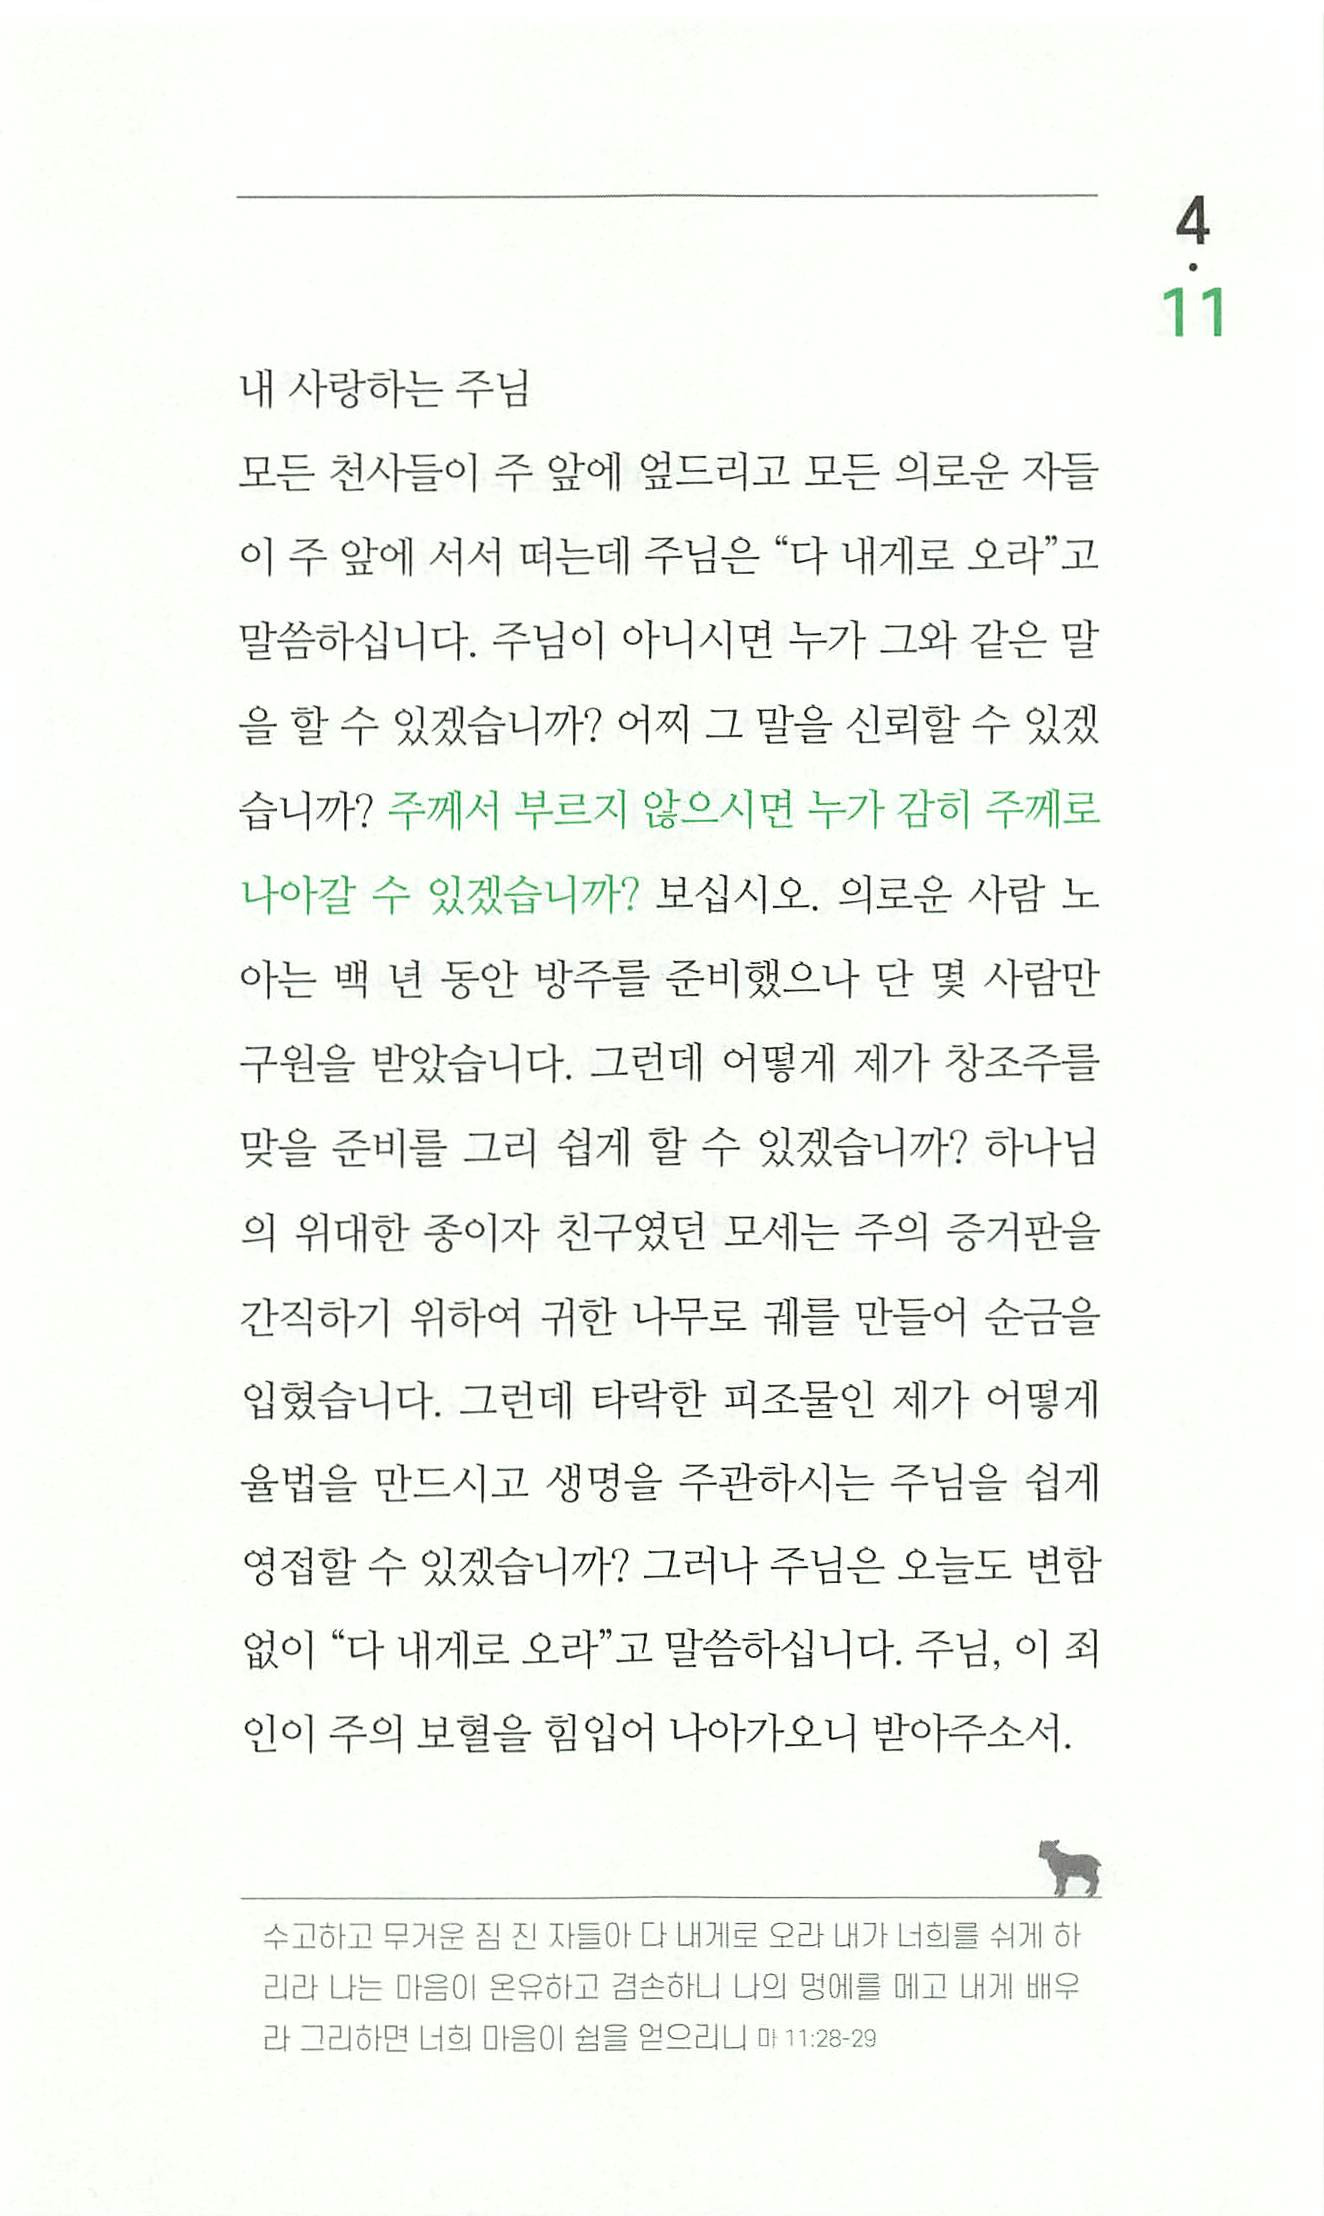 4
·
11
내 사랑하는 주님
모든 천사들이 주 앞에 엎드리고 모든 의로운 자들
이 주 앞에 서서 떠는데 주님은 “다 내게로 오라”고
말씀하십니다. 주님이 아니시면 누가 그와 같은 말
을 할 수 있겠습니까? 어찌 그 말을 신뢰할 수 있겠
습니까? 주께서 부르지 않으시면 누가 감히 주께로
나아갈 수 있겠습니까? 보십시오. 의로운 사람 노
아는 백 년 동안 방주를 준비했으나 단 몇 사람만
구원을 받았습니다. 그런데 어떻게 제가 창조주를
맞을 준비를 그리 쉽게 할 수 있겠습니까? 하나님
의 위대한 종이자 친구였던 모세는 주의 증거판을
간직하기 위하여 귀한 나무로 궤를 만들어 순금을
입혔습니다. 그런데 타락한 피조물인 제가 어떻게
율법을 만드시고 생명을 주관하시는 주님을 쉽게
영접할 수 있겠습니까? 그러나 주님은 오늘도 변함
없이 “다 내게로 오라”고 말씀하십니다. 주님, 이 죄
인이 주의 보혈을 힘입어 나아가오니 받아주소서.
수고하고 무거운 짐 진 자들아 다 내게로 오라 내가 너희를 쉬게 하
리라 나는 마음이 온유하고 겸손하니 나의 멍에를 메고 내게 배우
라 그리하면 너희 마음이 쉼을 얻으리니 마 11:28-29